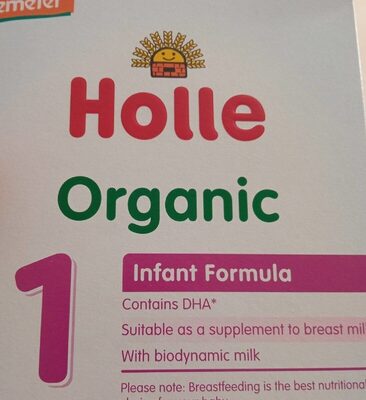 Holle
Organic
1
Infant Formula
Contains DHA*
Suitable as a supplement to breast mil
With biodynamic milk
Please note: Breastfeeding is the best nutritional